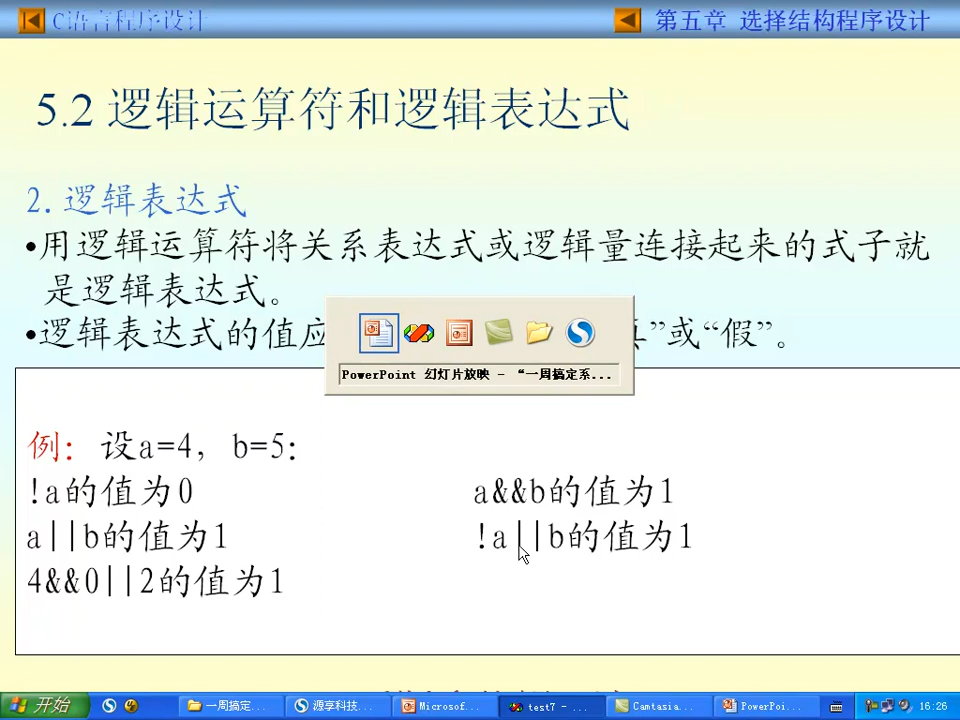 C语言程序设计
第五章 选择结构程序设计
5.2 逻辑运算符和逻辑表达式
2.逻辑表达式
•用逻辑运算符将关系表达式或逻辑量连接起来的式子就
是逻辑表达式。
•逻辑表达式的值应 ”或“假”。
PowerPoint 幻灯片放映 - “一周搞定系...
例: 设a=4, b=5:
!a的值为0 a&&b的值为1
a||b的值为1 !a||b的值为1
4&&0||2的值为1
开始 一周搞定... 源享科技... Microsof... test7 - ... Camtasia... PowerPoi... 16:26